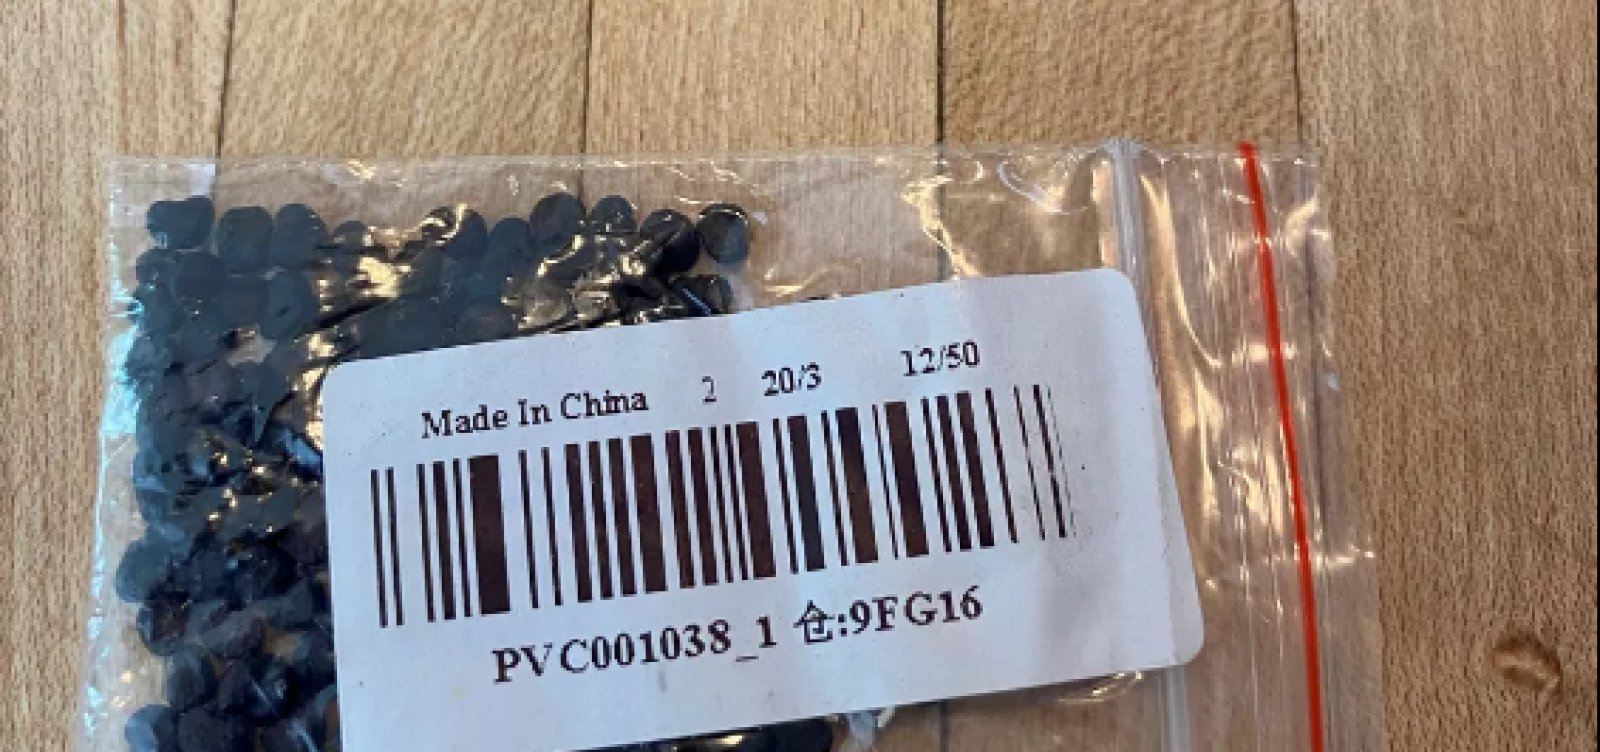 Made In China 2 20/3 12/50
PVC001038_1 仓:9FG16